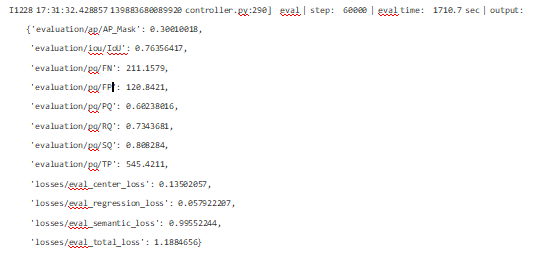 I1228 17:31:32.428857 139883680089920 controller.py:290] eval | step: 60000 | eval time: 1710.7 sec | output:
{'evaluation/ap/AP_Mask': 0.30010018,
'evaluation/iou/IoU': 0.76356417,
'evaluation/pq/FN': 211.1579,
'evaluation/pq/FP': 120.8421,
'evaluation/pq/PQ': 0.60238016,
'evaluation/pq/RQ': 0.7343681,
'evaluation/pq/SQ': 0.808284,
'evaluation/pq/TP': 545.4211,
'losses/eval_center_loss': 0.13502057,
'losses/eval_regression_loss': 0.057922207,
'losses/eval_semantic_loss': 0.99552244,
'losses/eval_total_loss': 1.1884656}